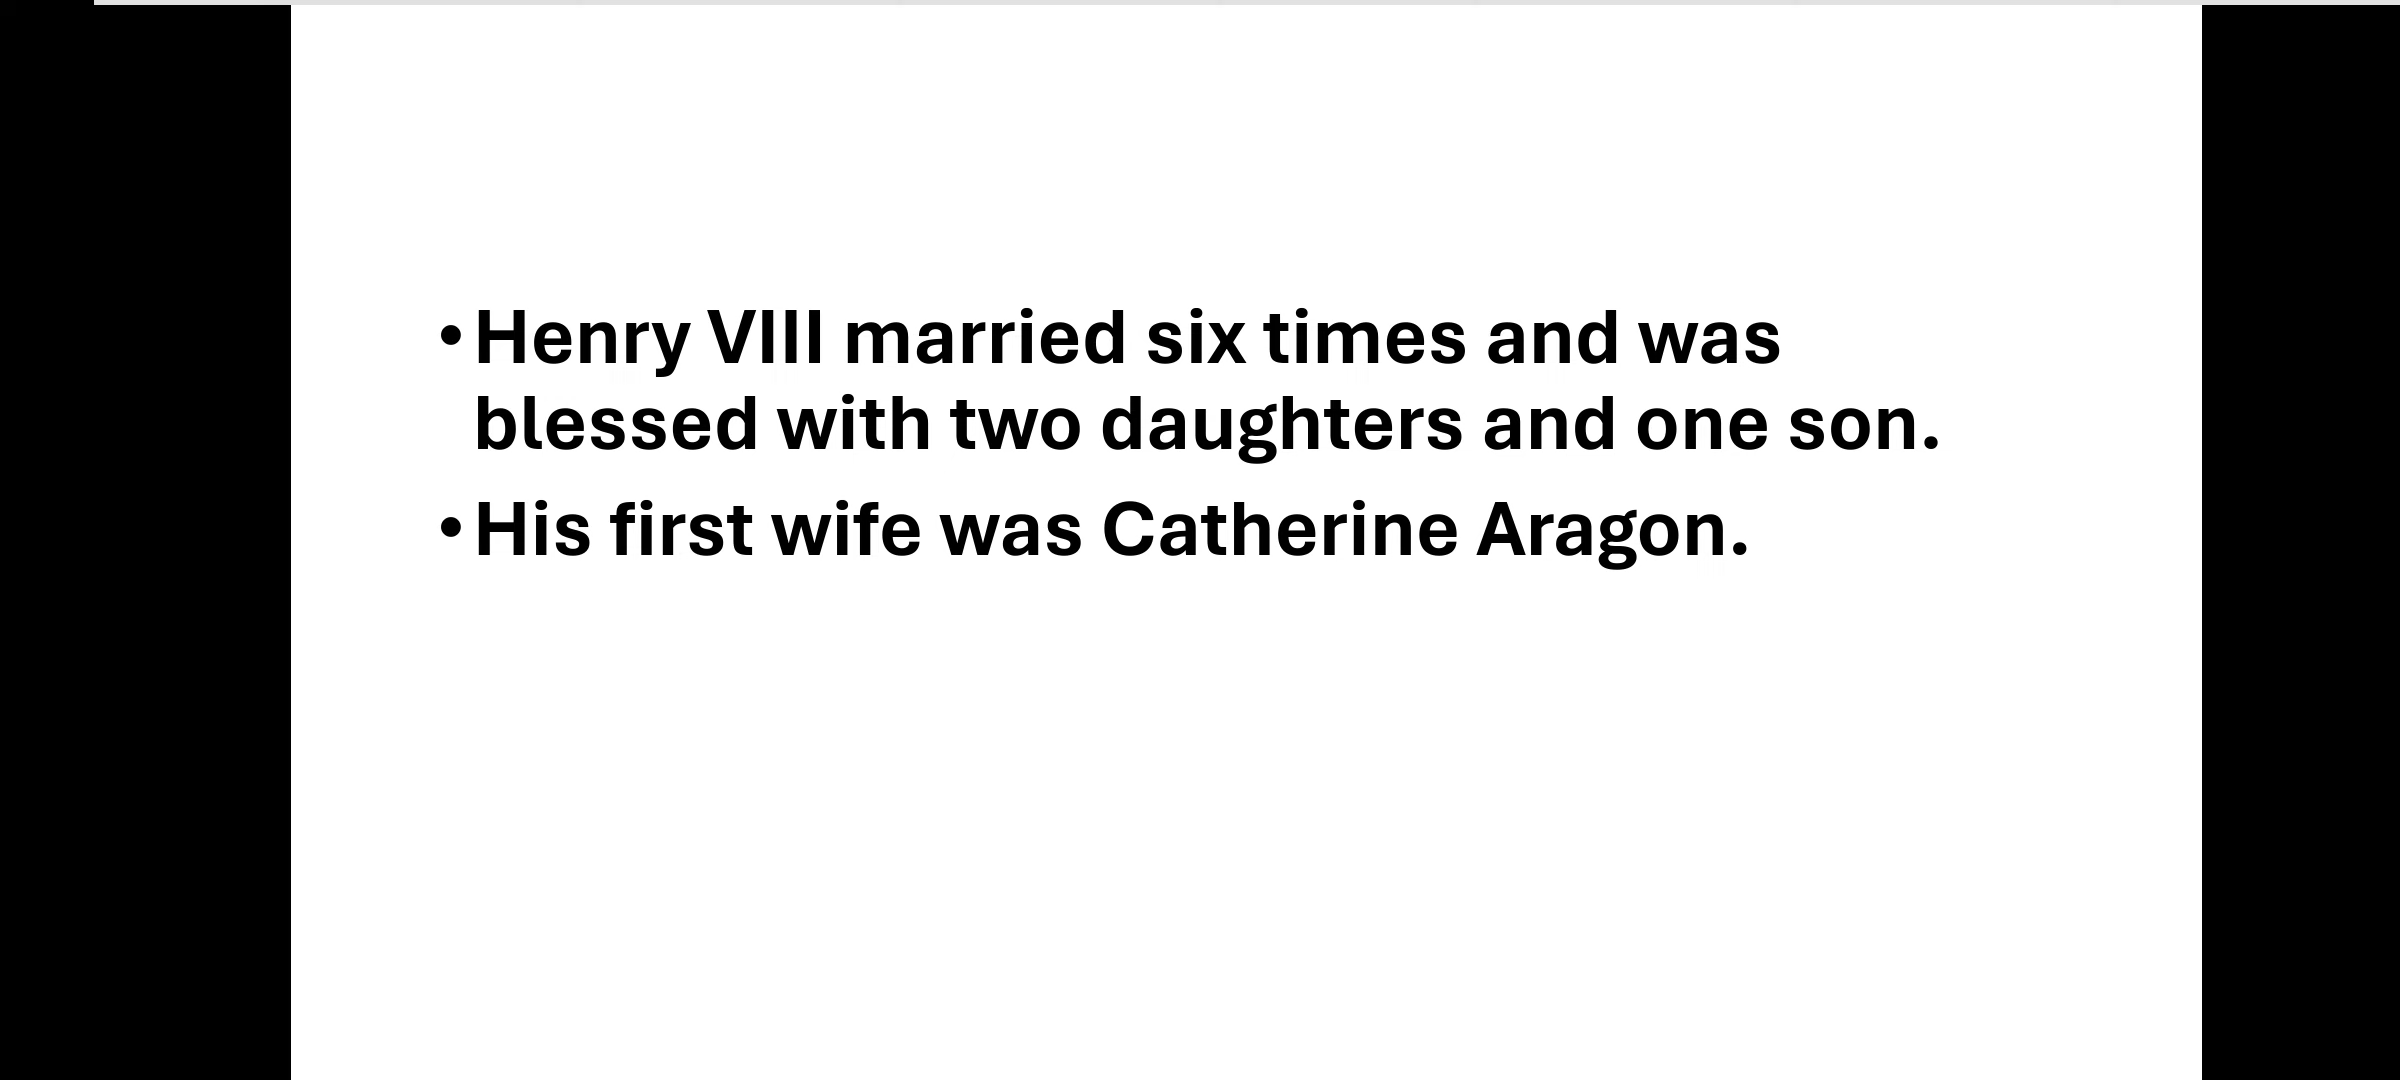 • Henry VIII married six times and was
blessed with two daughters and one son.
• His first wife was Catherine Aragon.